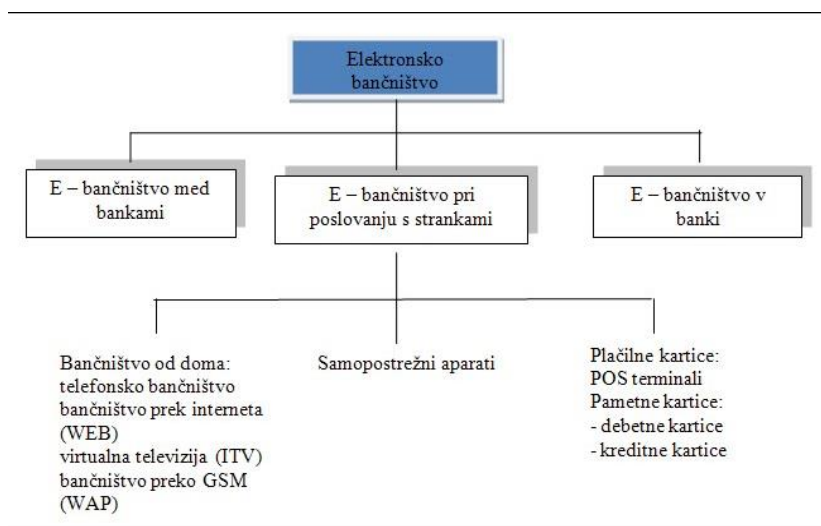 Elektronsko
bančništvo
E – bančništvo med
bankami
E – bančništvo pri
poslovanju s strankami
E – bančništvo v
banki
Bančništvo od doma:
telefonsko bančništvo
bančništvo prek interneta
(WEB)
virtualna televizija (ITV)
bančništvo preko GSM
(WAP)
Samopostrežni aparati
Plačilne kartice:
POS terminali
Pametne kartice:
- debetne kartice
- kreditne kartice